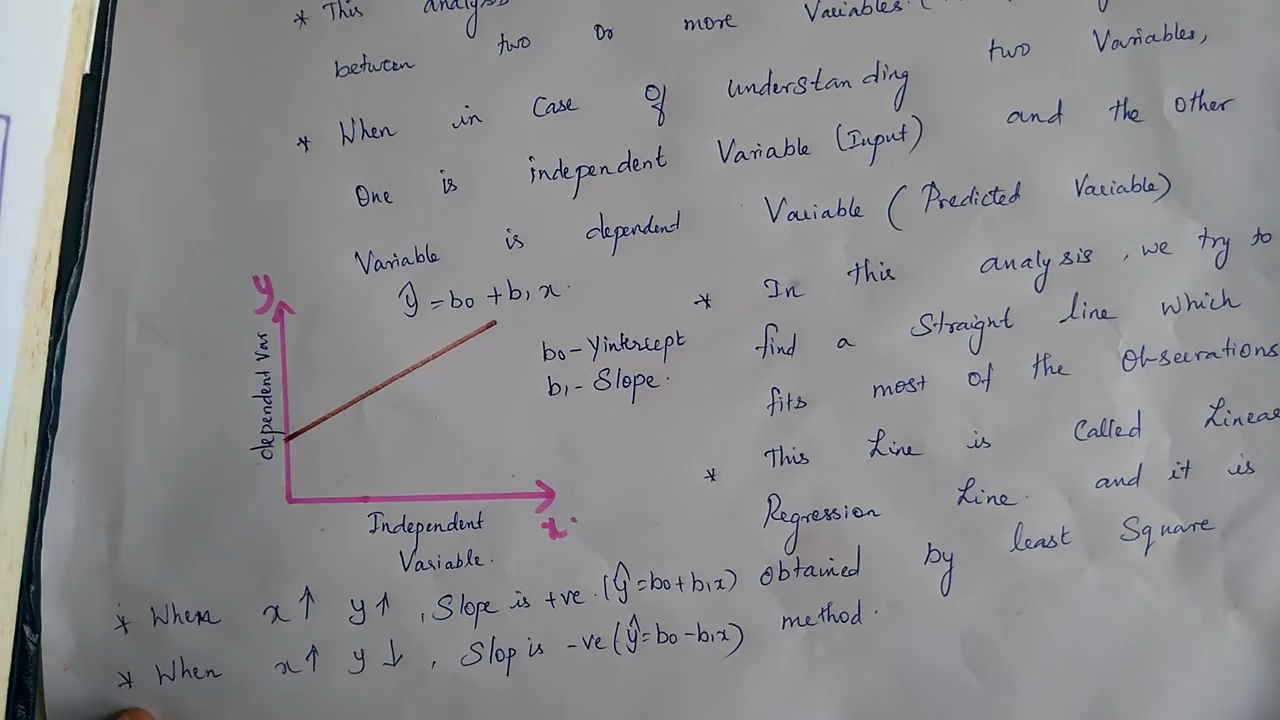 * This analysis
between two or more Variables (
* When in Case Of understanding two Variables,
One is independent Variable (Input) and the other
Variable is dependent Variable (Predicted Variable)
y
ŷ = b0 + b1 x.
dependent Var
b0 - Yintercept
b1 - Slope.
Independent
Variable.
x.
* In this analysis, we try to
find a Straight line which
fits most of the Observations
* This Line is Called Linear
Regression Line. and it is
Obtained by least Square
method.
* When x ↑ y ↑, Slope is +ve. (ŷ = b0 + b1x)
* When x ↑ y ↓, Slop is -ve (ŷ = b0 - b1x)